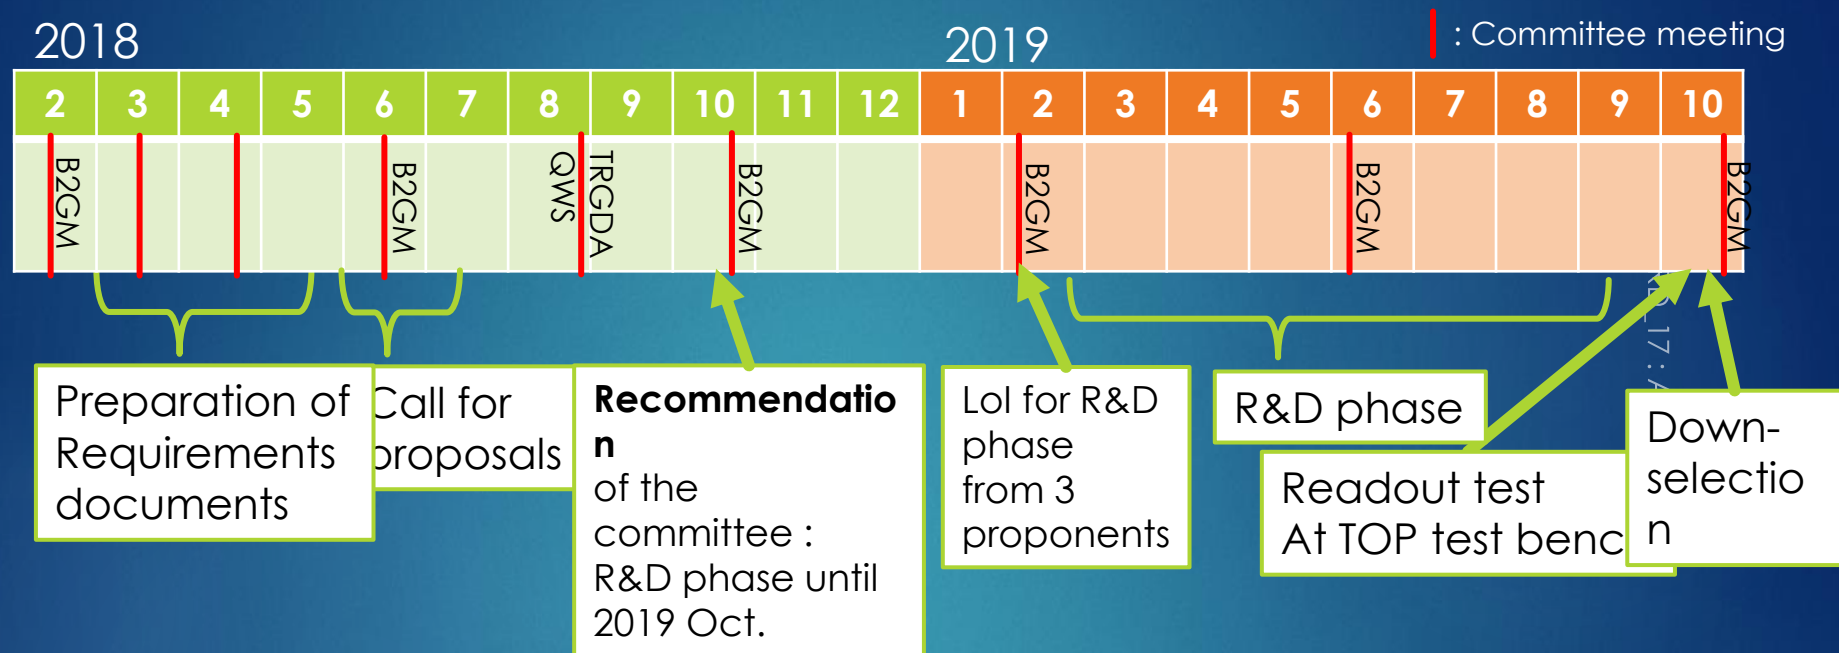 2018
2019
: Committee meeting
2 3 4 5 6 7 8 9 10 11 12 1 2 3 4 5 6 7 8 9 10
B2GM
B2GM
TRGDA
QWS
B2GM
B2GM
B2GM
B2GM
17 :
Preparation of
Requirements
documents
Call for
proposals
Recommendatio
n
of the
committee :
R&D phase until
2019 Oct.
LoI for R&D
phase
from 3
proponents
R&D phase
Readout test
At TOP test benc
Down-
selectio
n